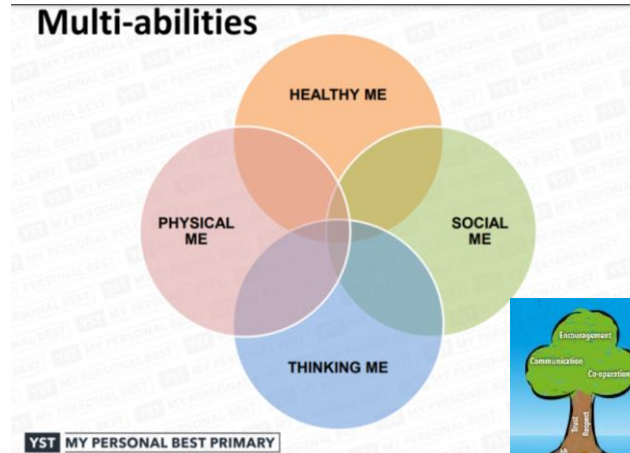 Multi-abilities
HEALTHY ME
PHYSICAL
ME
SOCIAL
ME
THINKING ME
Encouragement
Communication
Co-operation
Trust
Respect
YST MY PERSONAL BEST PRIMARY